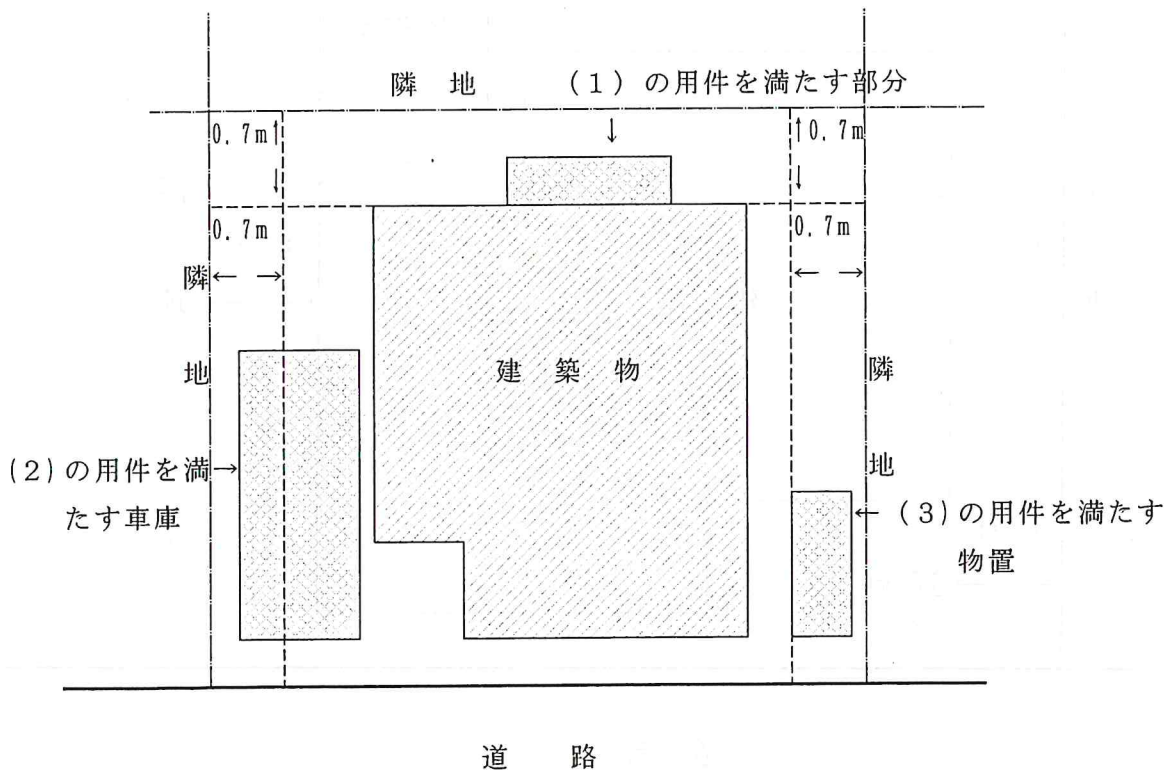 隣 地 (1)の用件を満たす部分
0.7m 0.7m
0.7m 0.7m
隣地
隣地
建 築 物
(2)の用件を満
たす車庫
(3)の用件を満たす
物置
道 路